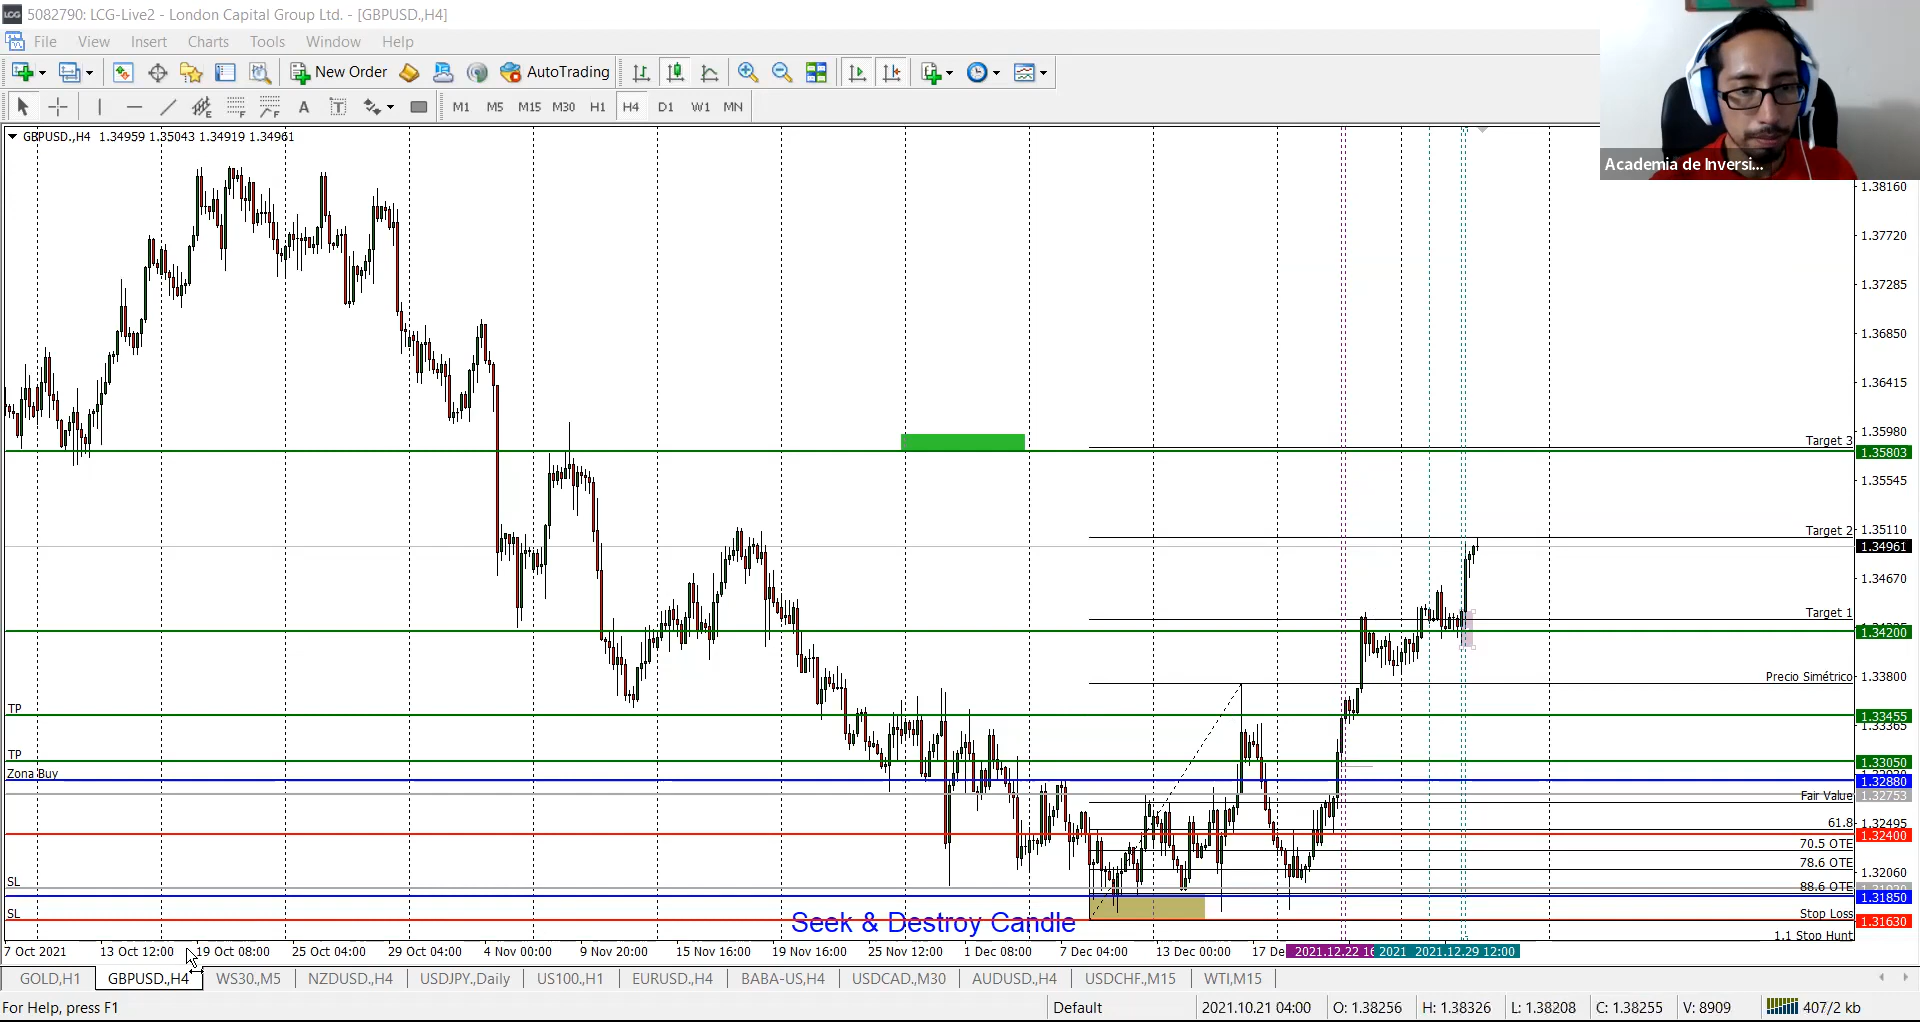 5082790: LCG-Live2 - London Capital Group Ltd. - [GBPUSD.,H4]
File View Insert Charts Tools Window Help
New Order AutoTrading
M1 M5 M15 M30 H1 H4 D1 W1 MN
GBPUSD.,H4 1.34959 1.35043 1.34919 1.34961
Academia de Inversi...
1.38160
1.37720
1.37285
1.36850
1.36415
1.35980
Target 3
1.35803
1.35545
1.35110
Target 2
1.34961
1.34670
Target 1
1.34200
Precio Simétrico
1.33800
TP
1.33455
1.33365
TP
1.33050
Zona Buy
1.32880
Fair Value
1.32753
61.8
1.32495
1.32400
70.5 OTE
78.6 OTE
1.32060
SL
88.6 OTE
1.31850
SL
Stop Loss
1.31630
Seek & Destroy Candle
1.1 Stop Hunt
7 Oct 2021 13 Oct 12:00 19 Oct 08:00 25 Oct 04:00 29 Oct 04:00 4 Nov 00:00 9 Nov 20:00 15 Nov 16:00 19 Nov 16:00 25 Nov 12:00 1 Dec 08:00 7 Dec 04:00 13 Dec 00:00 17 De 2021.12.22 16 2021 2021.12.29 12:00
GOLD,H1 GBPUSD.,H4 WS30.,M5 NZDUSD.,H4 USDJPY.,Daily US100.,H1 EURUSD.,H4 BABA-US,H4 USDCAD.,M30 AUDUSD.,H4 USDCHF.,M15 WTI,M15
For Help, press F1 Default 2021.10.21 04:00 O: 1.38256 H: 1.38326 L: 1.38208 C: 1.38255 V: 8909 407/2 kb